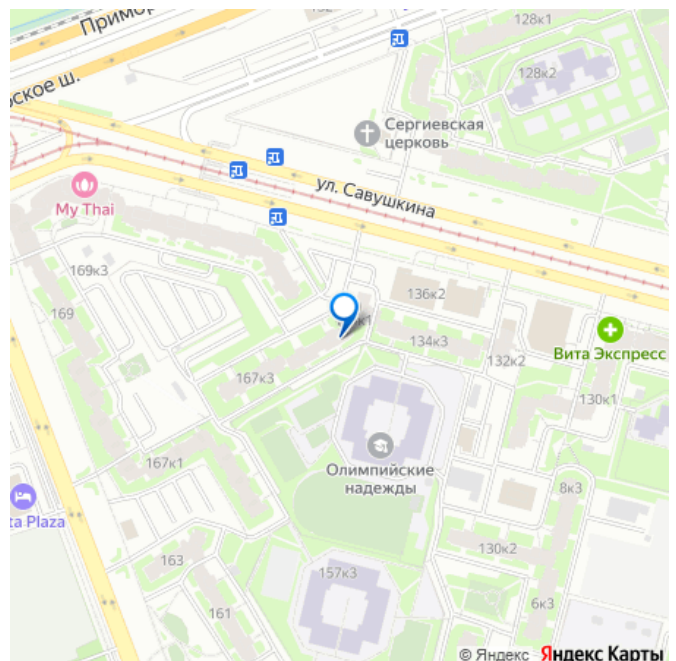 128к1
Примор
128к2
рское ш.
Сергиевская
церковь
ул. Савушкина
My Thai
169к3
136к2
169
134к3
Вита Экспресс
132к2
167к3
130к1
167к1
Олимпийские
надежды
8к3
ta Plaza
130к2
163
157к3
161
6к3
© Яндекс Яндекс Карты